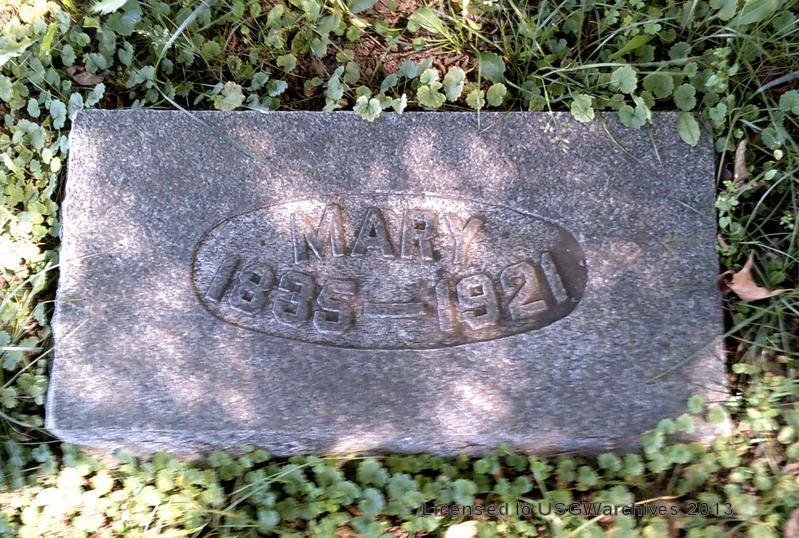 MARY
1835—1921
Licensed to USGWarchives 2013